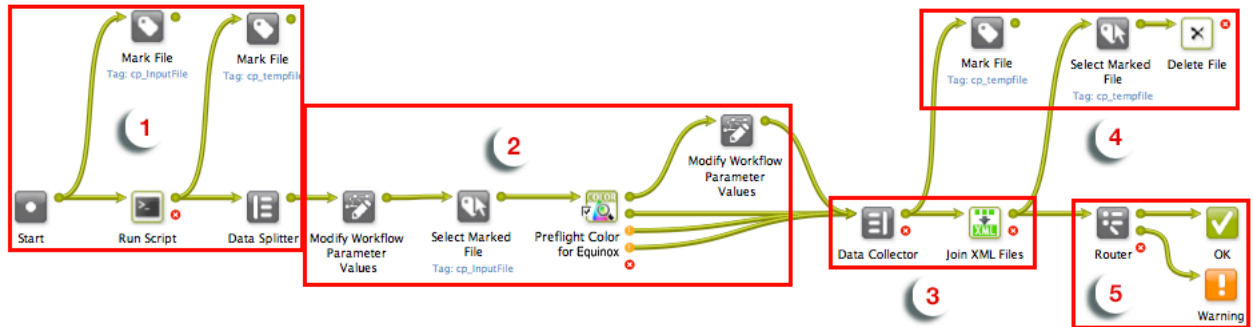 Mark File
Tag: cp_InputFile
Mark File
Tag: cp_tempfile
1
Start
Run Script
Data Splitter
2
Modify Workflow
Parameter
Values
Select Marked
File
Tag: cp_InputFile
COLOR
Preflight Color
for Equinox
Modify Workflow
Parameter
Values
Data Collector
XML
Join XML Files
3
Mark File
Tag: cp_tempfile
Select Marked
File
Tag: cp_tempfile
Delete File
4
Router
OK
Warning
5